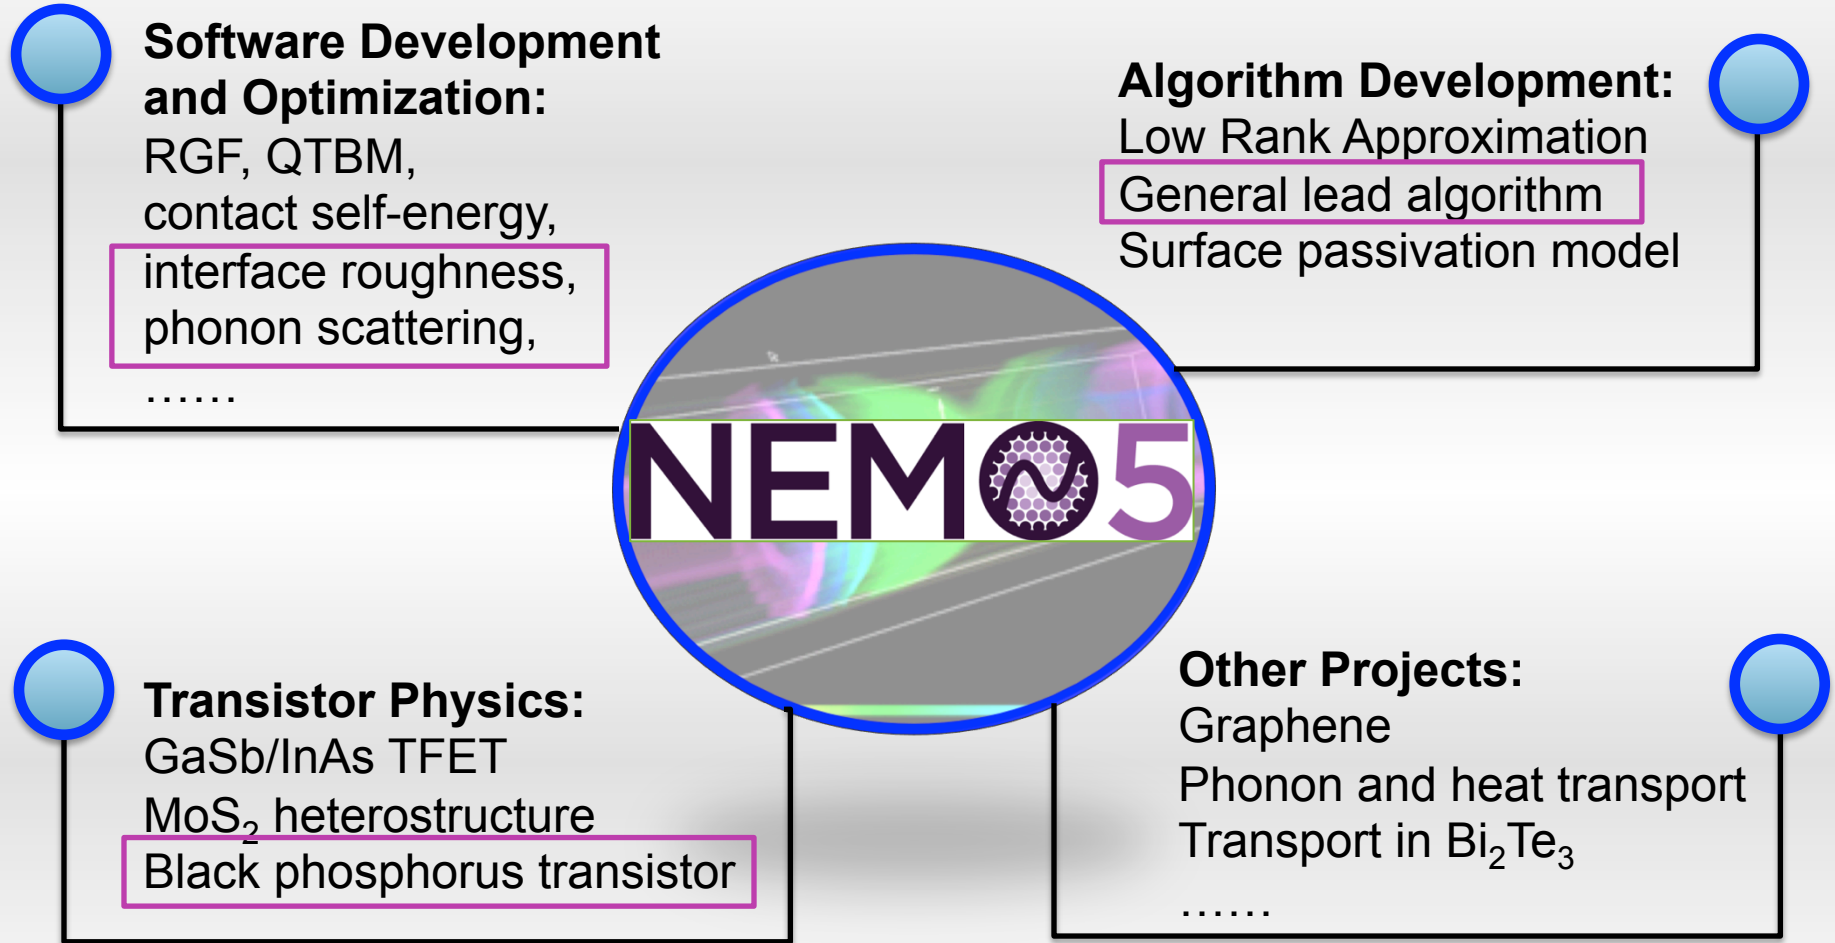 Software Development
and Optimization:
RGF, QTBM,
contact self-energy,
interface roughness,
phonon scattering,
......
Algorithm Development:
Low Rank Approximation
General lead algorithm
Surface passivation model
NEMO5
Transistor Physics:
GaSb/InAs TFET
MoS₂ heterostructure
Black phosphorus transistor
Other Projects:
Graphene
Phonon and heat transport
Transport in Bi₂Te₃
......